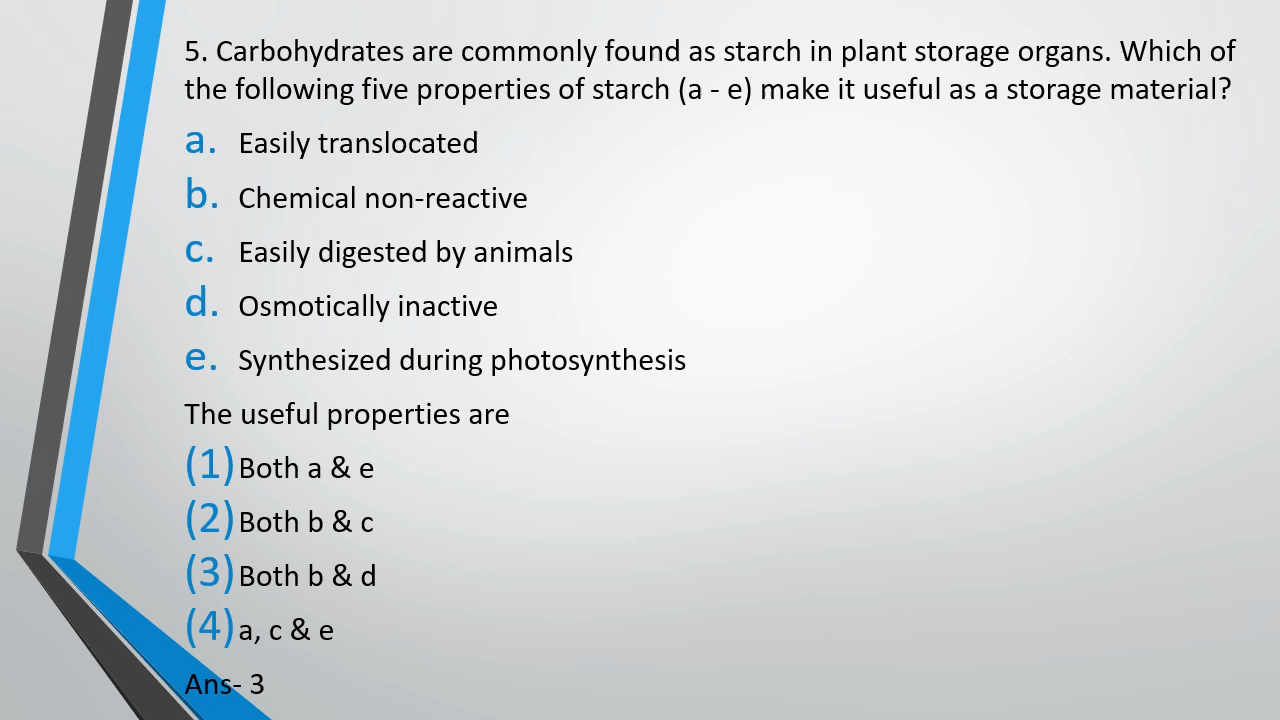 5. Carbohydrates are commonly found as starch in plant storage organs. Which of
the following five properties of starch (a - e) make it useful as a storage material?
a. Easily translocated
b. Chemical non-reactive
c. Easily digested by animals
d. Osmotically inactive
e. Synthesized during photosynthesis
The useful properties are
(1) Both a & e
(2) Both b & c
(3) Both b & d
(4) a, c & e
Ans- 3